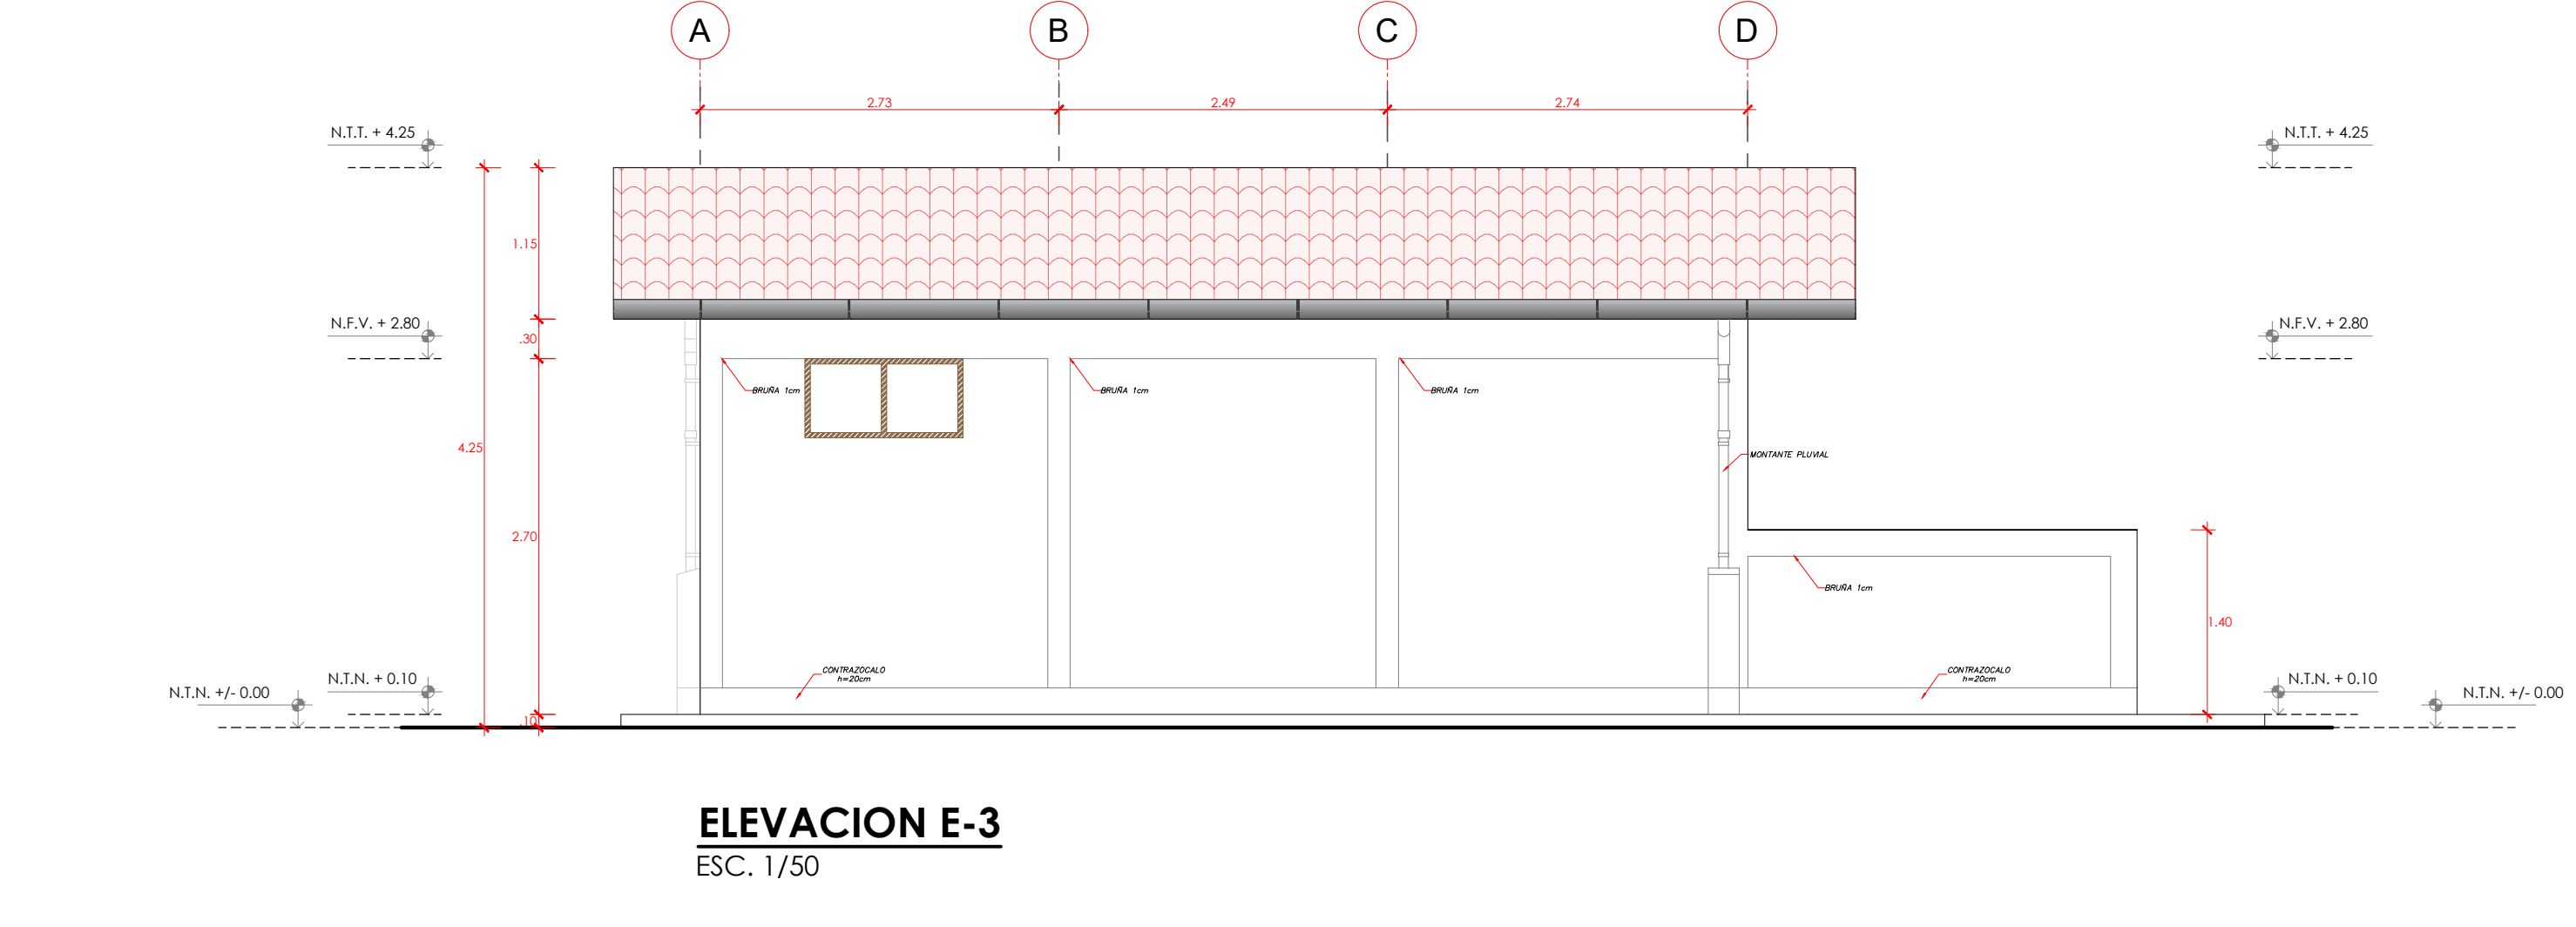 A
B
C
D
2.73
2.49
2.74
N.T.T. + 4.25
N.T.T. + 4.25
1.15
N.F.V. + 2.80
.30
N.F.V. + 2.80
BRUÑA 1cm
BRUÑA 1cm
BRUÑA 1cm
4.25
MONTANTE PLUVIAL
2.70
BRUÑA 1cm
1.40
CONTRAZOCALO
h=20cm
CONTRAZOCALO
h=20cm
N.T.N. + 0.10
N.T.N. + 0.10
N.T.N. +/- 0.00
N.T.N. +/- 0.00
.10
ELEVACION E-3
ESC. 1/50